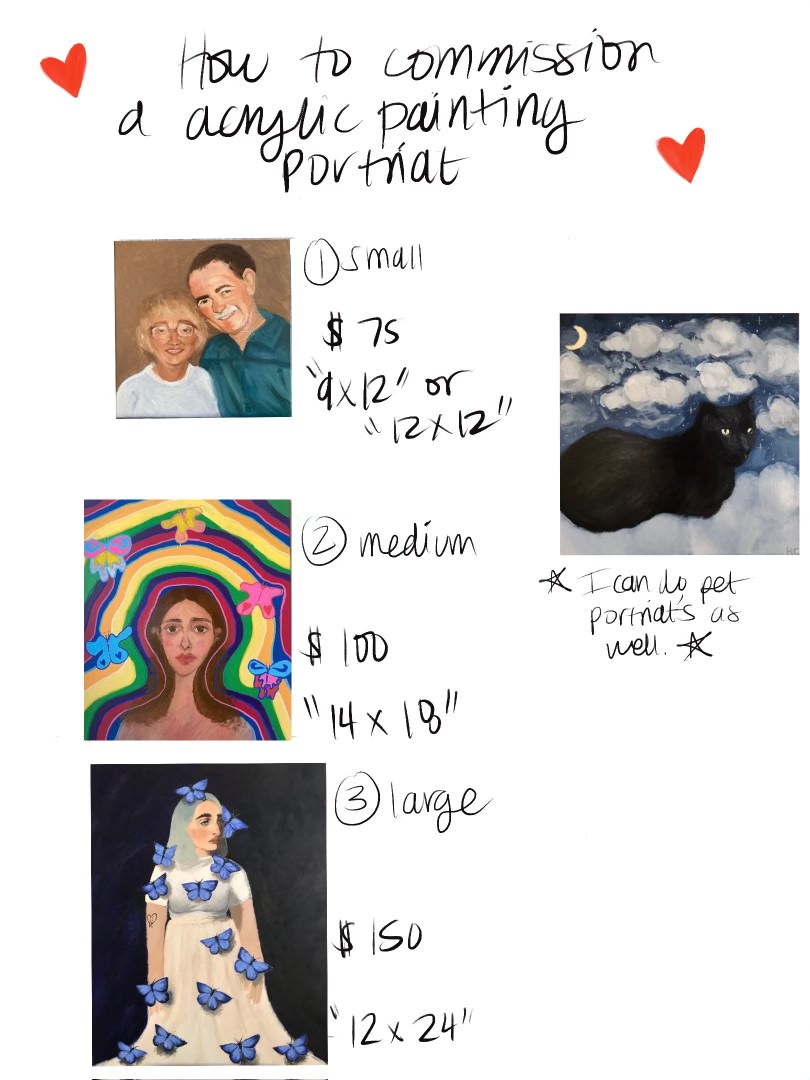 How to commission
a acrylic painting
portriat
1 small
$ 75
"9x12" or
"12x12"
2 medium
$ 100
"14 x 18"
3 large
$ 150
"12 x 24"
☆ I can do pet
portriat's as
well. ☆